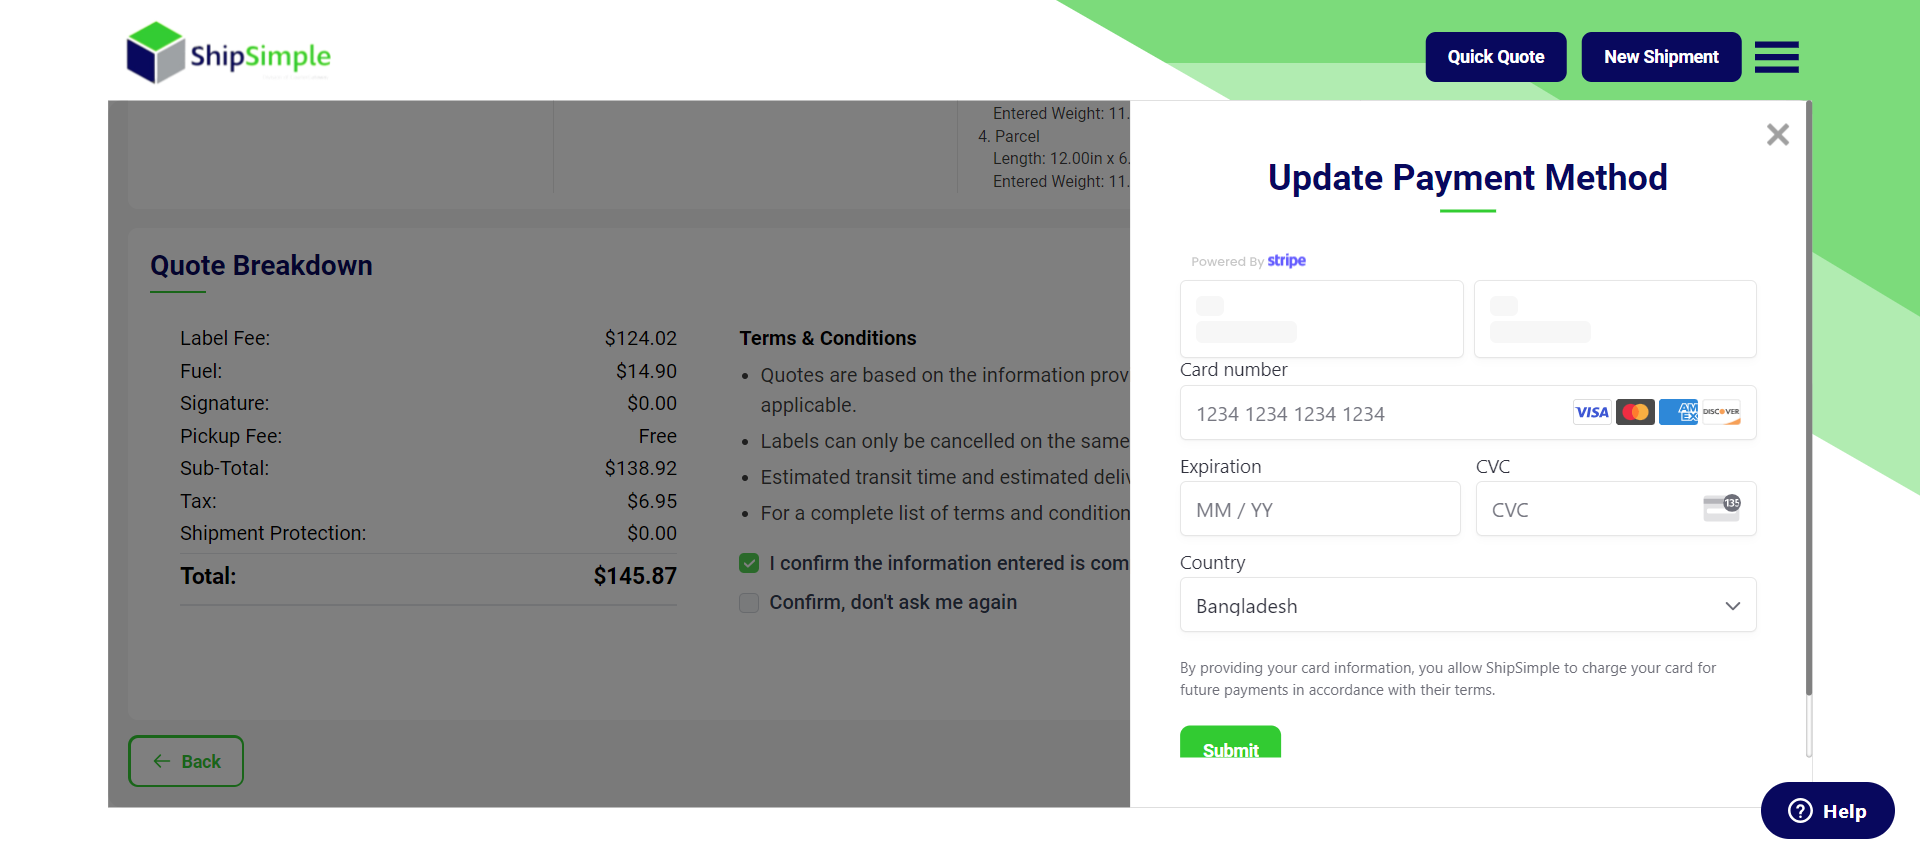 ShipSimple
Quick Quote
New Shipment
Entered Weight: 11.
4. Parcel
Length: 12.00in x 6.
Entered Weight: 11.
Quote Breakdown
Label Fee: $124.02
Fuel: $14.90
Signature: $0.00
Pickup Fee: Free
Sub-Total: $138.92
Tax: $6.95
Shipment Protection: $0.00
Total: $145.87
Terms & Conditions
• Quotes are based on the information prov
applicable.
• Labels can only be cancelled on the same
• Estimated transit time and estimated deliv
• For a complete list of terms and condition
I confirm the information entered is com
Confirm, don't ask me again
Back
Update Payment Method
Powered By stripe
Card number
1234 1234 1234 1234
VISA
AM
EX
DISCOVER
Expiration
CVC
MM / YY
CVC
135
Country
Bangladesh
By providing your card information, you allow ShipSimple to charge your card for
future payments in accordance with their terms.
Submit
Help